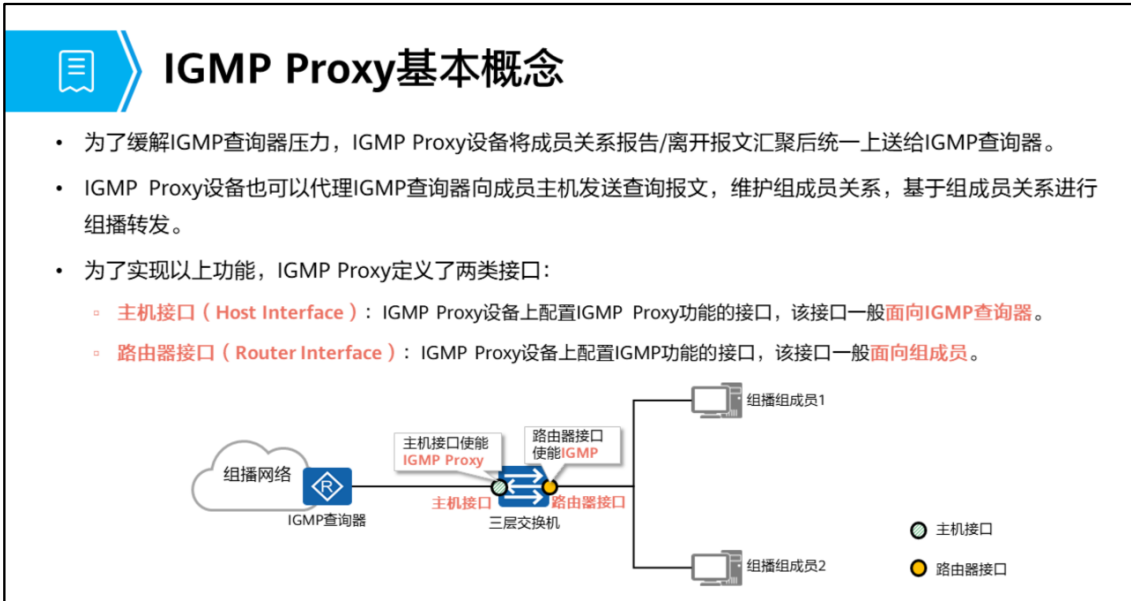 IGMP Proxy基本概念
• 为了缓解IGMP查询器压力，IGMP Proxy设备将成员关系报告/离开报文汇聚后统一上送给IGMP查询器。
• IGMP Proxy设备也可以代理IGMP查询器向成员主机发送查询报文，维护组成员关系，基于组成员关系进行
组播转发。
• 为了实现以上功能，IGMP Proxy定义了两类接口：
▫ 主机接口（Host Interface）：IGMP Proxy设备上配置IGMP Proxy功能的接口，该接口一般面向IGMP查询器。
▫ 路由器接口（Router Interface）：IGMP Proxy设备上配置IGMP功能的接口，该接口一般面向组成员。
组播组成员1
主机接口使能
IGMP Proxy
路由器接口
使能IGMP
组播网络
R
主机接口
路由器接口
IGMP查询器
三层交换机
主机接口
组播组成员2
路由器接口